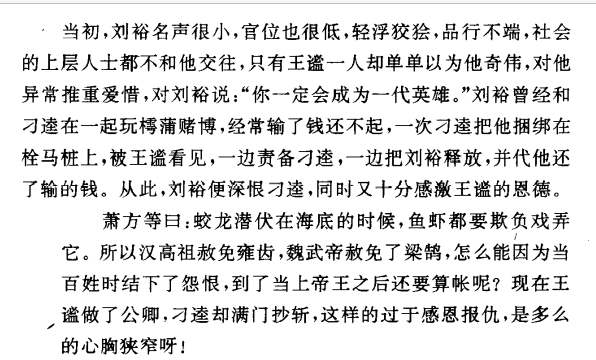 当初,刘裕名声很小,官位也很低,轻浮狡狯,品行不端,社会
的上层人士都不和他交往,只有王谧一人却单单以为他奇伟,对他
异常推重爱惜,对刘裕说:“你一定会成为一代英雄。”刘裕曾经和
刁逵在一起玩樗蒲赌博,经常输了钱还不起,一次刁逵把他捆绑在
栓马桩上,被王谧看见,一边责备刁逵,一边把刘裕释放,并代他还
了输的钱。从此,刘裕便深恨刁逵,同时又十分感激王谧的恩德。
萧方等曰:蛟龙潜伏在海底的时候,鱼虾都要欺负戏弄
它。所以汉高祖赦免雍齿,魏武帝赦免了梁鹄,怎么能因为当
百姓时结下了怨恨,到了当上帝王之后还要算帐呢?现在王
谧做了公卿,刁逵却满门抄斩,这样的过于感恩报仇,是多么
的心胸狭窄呀!